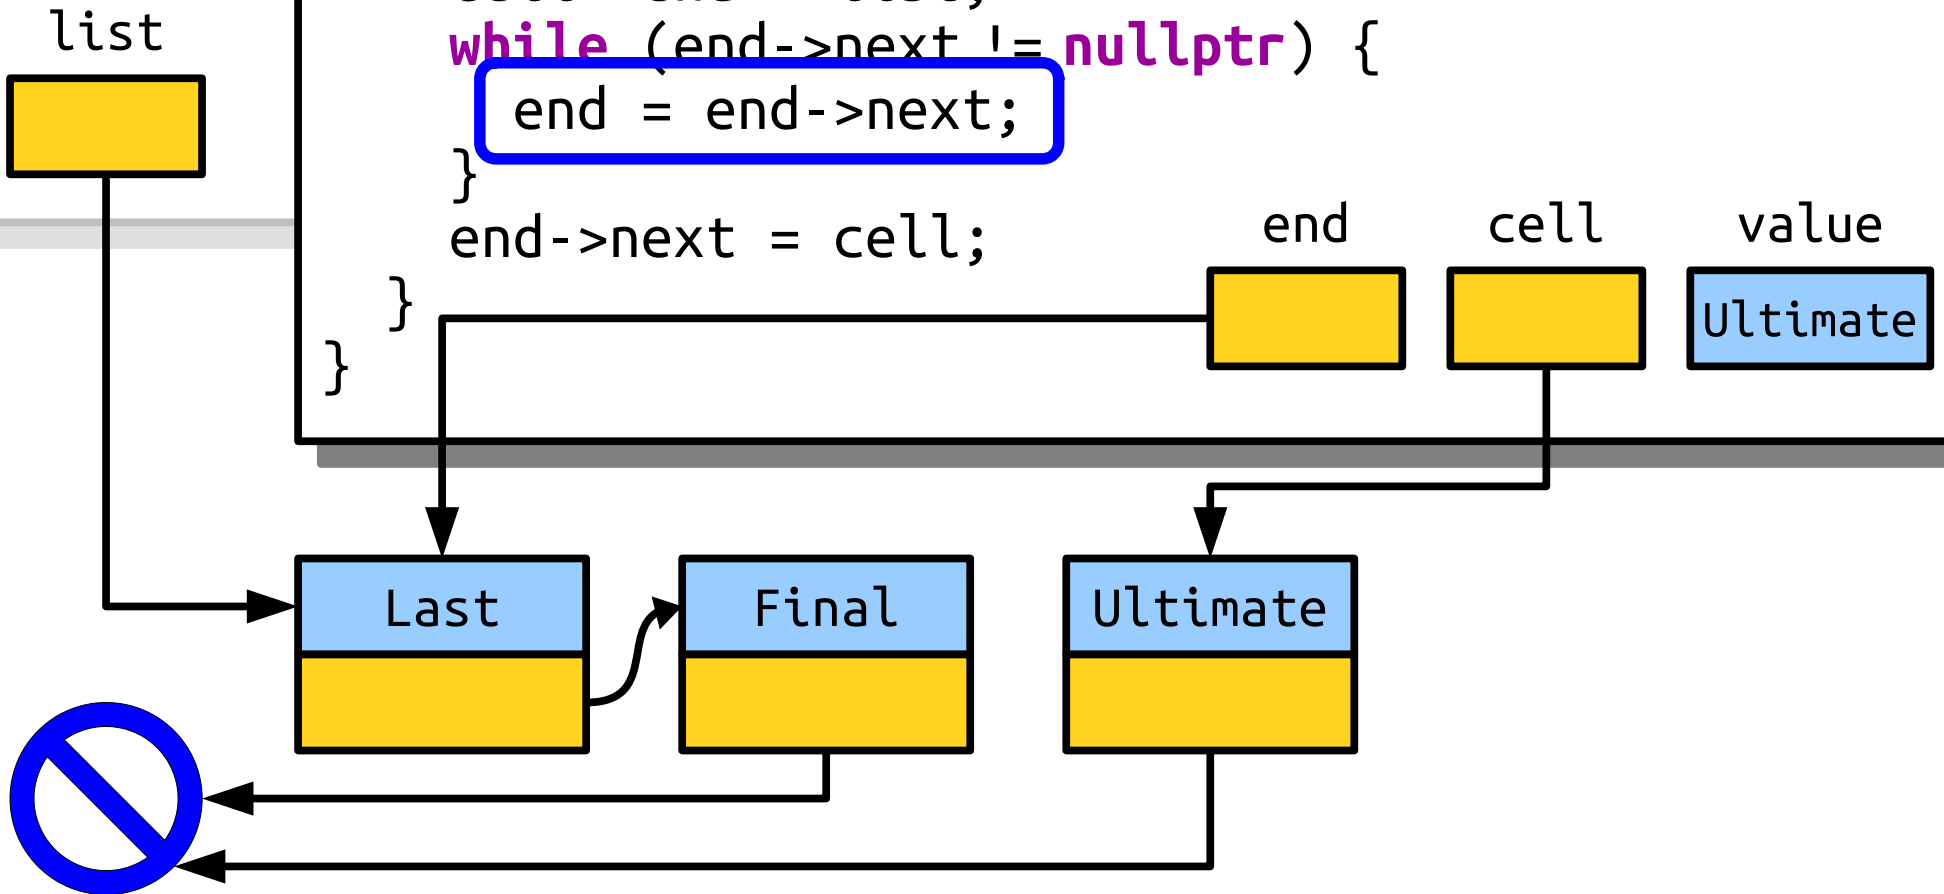 list
while (end->next != nullptr) {
end = end->next;
}
end->next = cell;
}
}
end cell value
Ultimate
Last Final Ultimate